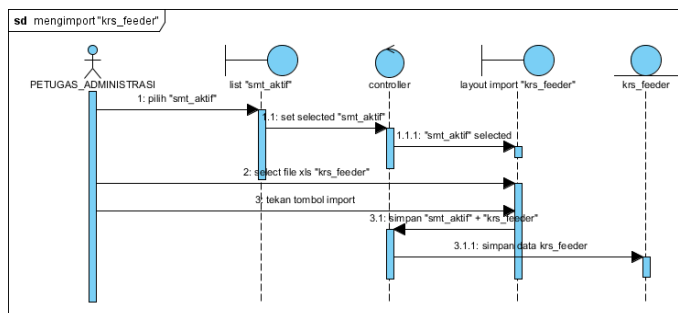 sd mengimport "krs_feeder"
PETUGAS_ADMINISTRASI
list "smt_aktif"
controller
layout import "krs_feeder"
krs_feeder
1: pilih "smt_aktif"
1.1: set selected "smt_aktif"
1.1.1: "smt_aktif" selected
2: select file xls "krs_feeder"
3: tekan tombol import
3.1: simpan "smt_aktif" + "krs_feeder"
3.1.1: simpan data krs_feeder